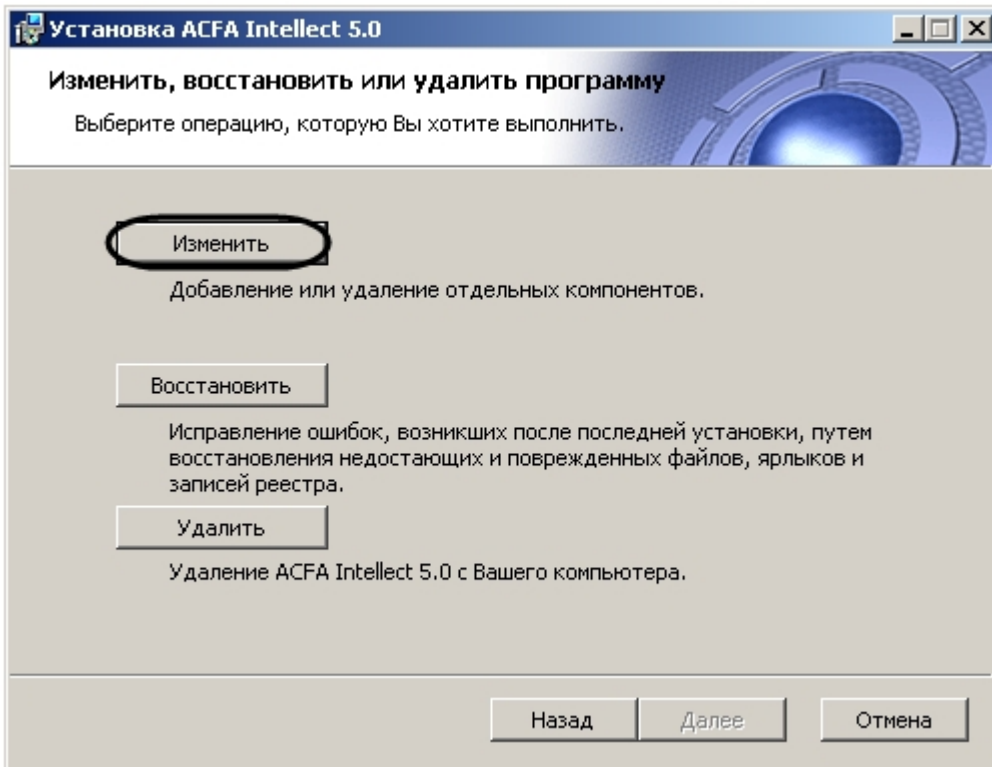 Установка ACFA Intellect 5.0
Изменить, восстановить или удалить программу
Выберите операцию, которую Вы хотите выполнить.
Изменить
Добавление или удаление отдельных компонентов.
Восстановить
Исправление ошибок, возникших после последней установки, путем
восстановления недостающих и поврежденных файлов, ярлыков и
записей реестра.
Удалить
Удаление ACFA Intellect 5.0 с Вашего компьютера.
Назад
Далее
Отмена